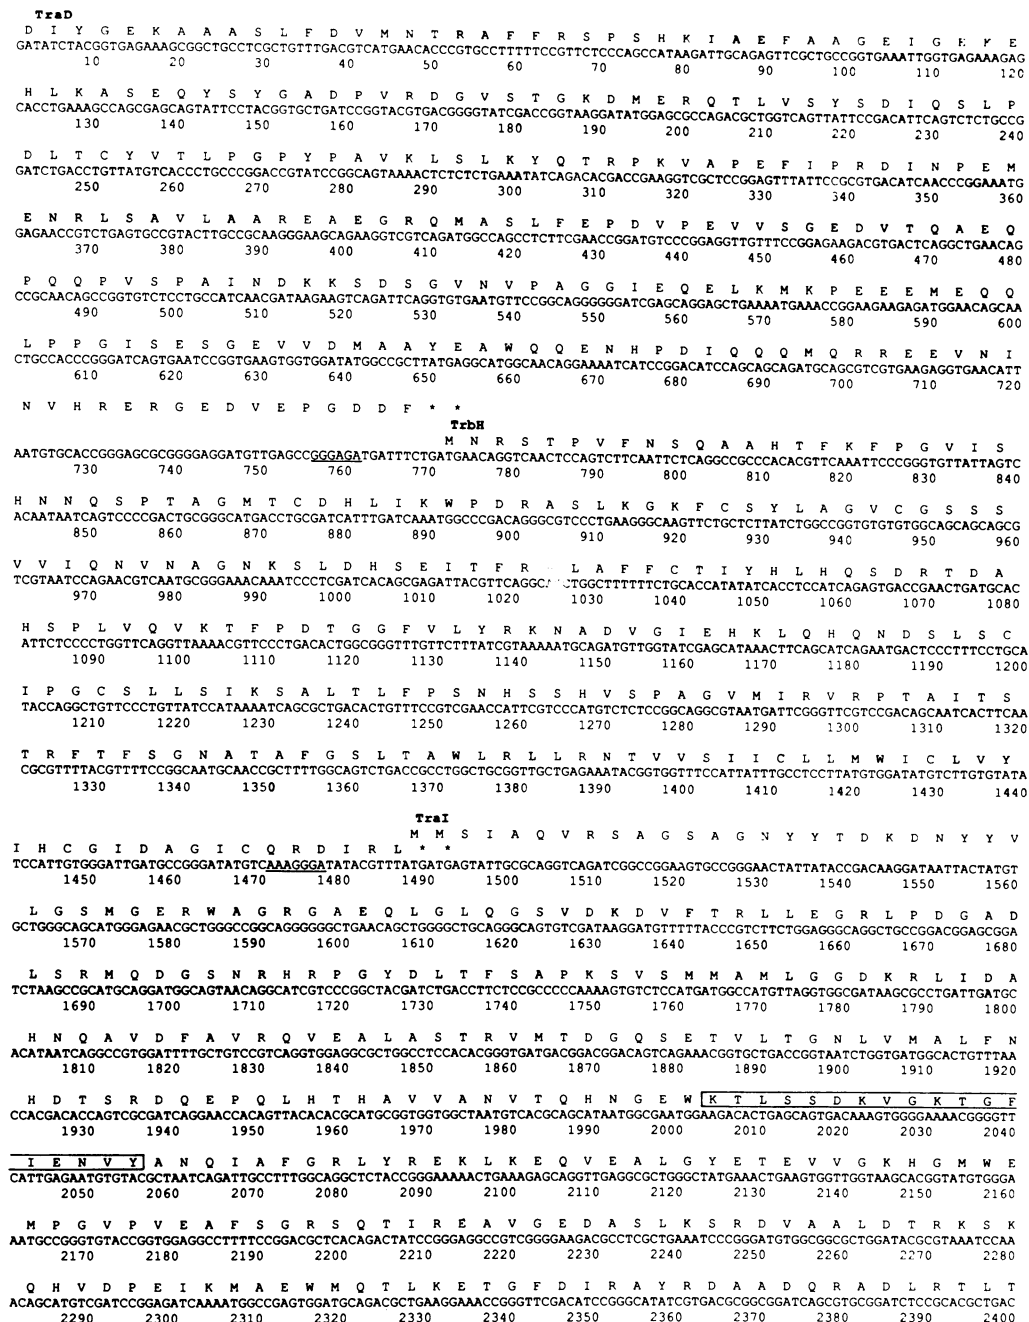 TraD
D I Y G E K A A A S L F D V M N T R A F F R S P S H K I A E F A A G E I G E K E
GATATCTACGGTGAGAAAGCGGCTGCCTCGCTGTTTGACGTCATGAACACCCGTGCCTTTTTCCGTTCTCCCAGCCATAAGATTGCAGAGTTCGCTGCCGGTGAAATTGGTGAGAAAGAG
10 20 30 40 50 60 70 80 90 100 110 120
H L K A S E Q Y S Y G A D P V R D G V S T G K D M E R Q T L V S Y S D I Q S L P
CACCTGAAAGCCAGCGAGCAGTATTCCTACGGTGCTGATCCGGTACGTGACGGGGTATCGACCGGTAAGGATATGGAGCGCCAGACGCTGGTCAGTTATTCCGACATTCAGTCTCTGCCG
130 140 150 160 170 180 190 200 210 220 230 240
D L T C Y V T L P G P Y P A V K L S L K Y Q T R P K V A P E F I P R D I N P E M
GATCTGACCTGTTATGTCACCCTGCCCGGACCGTATCCGGCAGTAAAACTCTCTCTGAAATATCAGACACGACCGAAGGTCGCTCCGGAGTTTATTCCGCGTGACATCAACCCGGAAATG
250 260 270 280 290 300 310 320 330 340 350 360
E N R L S A V L A A R E A E G R Q M A S L F E P D V P E V V S G E D V T Q A E Q
GAGAACCGTCTGAGTGCCGTACTTGCCGCAAGGGAAGCAGAAGGTCGTCAGATGGCCAGCCTCTTCGAACCGGATGTCCCGGAGGTTGTTTCCGGAGAAGACGTGACTCAGGCTGAACAG
370 380 390 400 410 420 430 440 450 460 470 480
P Q Q P V S P A I N D K K S D S G V N V P A G G I E Q E L K M K P E E E M E Q Q
CCGCAACAGCCGGTGTCTCCTGCCATCAACGATAAGAAGTCAGATTCAGGTGTGAATGTTCCGGCAGGGGGGATCGAGCAGGAGCTGAAAATGAAACCGGAAGAAGAGATGGAACAGCAA
490 500 510 520 530 540 550 560 570 580 590 600
L P P G I S E S G E V V D M A A Y E A W Q Q E N H P D I Q Q Q M Q R R E E V N I
CTGCCACCCGGGATCAGTGAATCCGGTGAAGTGGTGGATATGGCCGCTTATGAGGCATGGCAACAGGAAAATCATCCGGACATCCAGCAGCAGATGCAGCGTCGTGAAGAGGTGAACATT
610 620 630 640 650 660 670 680 690 700 710 720
N V H R E R G E D V E P G D D F * *
TrbH
M N R S T P V F N S Q A A H T F K F P G V I S
AATGTGCACCGGGAGCGCGGGGAGGATGTTGAGCCGGGAGATGATTTCTGATGAACAGGTCAACTCCAGTCTTCAATTCTCAGGCCGCCCACACGTTCAAATTCCCGGGTGTTATTAGTC
730 740 750 760 770 780 790 800 810 820 830 840
H N N Q S P T A G M T C D H L I K W P D R A S L K G K F C S Y L A G V C G S S S
ACAATAATCAGTCCCCGACTGCGGGCATGACCTGCGATCATTTGATCAAATGGCCCGACAGGGCGTCCCTGAAGGGCAAGTTCTGCTCTTATCTGGCCGGTGTGTGTGGCAGCAGCAGCG
850 860 870 880 890 900 910 920 930 940 950 960
V V I Q N V N A G N K S L D H S E I T F R L A F F C T I Y H L H Q S D R T D A
TCGTAATCCAGAACGTCAATGCGGGAAACAAATCCCTCGATCACAGCGAGATTACGTTCAGGC CTGGCTTTTTTCTGCACCATATATCACCTCCATCAGAGTGACCGAACTGATGCAC
970 980 990 1000 1010 1020 1030 1040 1050 1060 1070 1080
H S P L V Q V K T F P D T G G F V L Y R K N A D V G I E H K L Q H Q N D S L S C
ATTCTCCCCTGGTTCAGGTTAAAACGTTCCCTGACACTGGCGGGTTTGTTCTTTATCGTAAAAATGCAGATGTTGGTATCGAGCATAAACTTCAGCATCAGAATGACTCCCTTTCCTGCA
1090 1100 1110 1120 1130 1140 1150 1160 1170 1180 1190 1200
I P G C S L L S I K S A L T L F P S N H S S H V S P A G V M I R V R P T A I T S
TACCAGGCTGTTCCCTGTTATCCATAAAATCAGCGCTGACACTGTTTCCGTCGAACCATTCGTCCCATGTCTCTCCGGCAGGCGTAATGATTCGGGTTCGTCCGACAGCAATCACTTCAA
1210 1220 1230 1240 1250 1260 1270 1280 1290 1300 1310 1320
T R F T F S G N A T A F G S L T A W L R L L R N T V V S I I C L L M W I C L V Y
CGCGTTTTACGTTTTCCGGCAATGCAACCGCTTTTGGCAGTCTGACCGCCTGGCTGCGGTTGCTGAGAAATACGGTGGTTTCCATTATTTGCCTCCTTATGTGGATATGTCTTGTGTATA
1330 1340 1350 1360 1370 1380 1390 1400 1410 1420 1430 1440
TraI
M M S I A Q V R S A G S A G N Y Y T D K D N Y Y V
I H C G I D A G I C Q R D I R L * *
TCCATTGTGGGATTGATGCCGGGATATGTCAAAGGGATATACGTTTATGATGAGTATTGCGCAGGTCAGATCGGCCGGAAGTGCCGGGAACTATTATACCGACAAGGATAATTACTATGT
1450 1460 1470 1480 1490 1500 1510 1520 1530 1540 1550 1560
L G S M G E R W A G R G A E Q L G L Q G S V D K D V F T R L L E G R L P D G A D
GCTGGGCAGCATGGGAGAACGCTGGGCCGGCAGGGGGGCTGAACAGCTGGGGCTGCAGGGCAGTGTCGATAAGGATGTTTTTACCCGTCTTCTGGAGGGCAGGCTGCCGGACGGAGCGGA
1570 1580 1590 1600 1610 1620 1630 1640 1650 1660 1670 1680
L S R M Q D G S N R H R P G Y D L T F S A P K S V S M M A M L G G D K R L I D A
TCTAAGCCGCATGCAGGATGGCAGTAACAGGCATCGTCCCGGCTACGATCTGACCTTCTCCGCCCCCAAAAGTGTCTCCATGATGGCCATGTTAGGTGGCGATAAGCGCCTGATTGATGC
1690 1700 1710 1720 1730 1740 1750 1760 1770 1780 1790 1800
H N Q A V D F A V R Q V E A L A S T R V M T D G Q S E T V L T G N L V M A L F N
ACATAATCAGGCCGTGGATTTTGCTGTCCGTCAGGTGGAGGCGCTGGCCTCCACACGGGTGATGACGGACGGACAGTCAGAAACGGTGCTGACCGGTAATCTGGTGATGGCACTGTTTAA
1810 1820 1830 1840 1850 1860 1870 1880 1890 1900 1910 1920
H D T S R D Q E P Q L H T H A V V A N V T Q H N G E W K T L S S D K V G K T G F
CCACGACACCAGTCGCGATCAGGAACCACAGTTACACACGCATGCGGTGGTGGCTAATGTCACGCAGCATAATGGCGAATGGAAGACACTGAGCAGTGACAAAGTGGGGAAAACGGGGTT
1930 1940 1950 1960 1970 1980 1990 2000 2010 2020 2030 2040
I E N V Y A N Q I A F G R L Y R E K L K E Q V E A L G Y E T E V V G K H G M W E
CATTGAGAATGTGTACGCTAATCAGATTGCCTTTGGCAGGCTCTACCGGGAAAAACTGAAAGAGCAGGTTGAGGCGCTGGGCTATGAAACTGAAGTGGTTGGTAAGCACGGTATGTGGGA
2050 2060 2070 2080 2090 2100 2110 2120 2130 2140 2150 2160
M P G V P V E A F S G R S Q T I R E A V G E D A S L K S R D V A A L D T R K S K
AATGCCGGGTGTACCGGTGGAGGCCTTTTCCGGACGCTCACAGACTATCCGGGAGGCCGTCGGGGAAGACGCCTCGCTGAAATCCCGGGATGTGGCGGCGCTGGATACGCGTAAATCCAA
2170 2180 2190 2200 2210 2220 2230 2240 2250 2260 2270 2280
Q H V D P E I K M A E W M Q T L K E T G F D I R A Y R D A A D Q R A D L R T L T
ACAGCATGTCGATCCGGAGATCAAAATGGCCGAGTGGATGCAGACGCTGAAGGAAACCGGGTTCGACATCCGGGCATATCGTGACGCGGCGGATCAGCGTGCGGATCTCCGCACGCTGAC
2290 2300 2310 2320 2330 2340 2350 2360 2370 2380 2390 2400